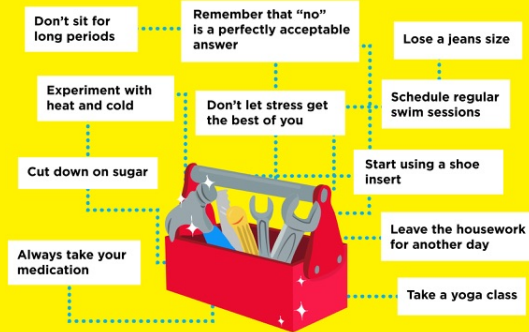 Don't sit for
long periods
Remember that “no”
is a perfectly acceptable
answer
Lose a jeans size
Experiment with
heat and cold
Don't let stress get
the best of you
Schedule regular
swim sessions
Cut down on sugar
Start using a shoe
insert
Always take your
medication
Leave the housework
for another day
Take a yoga class